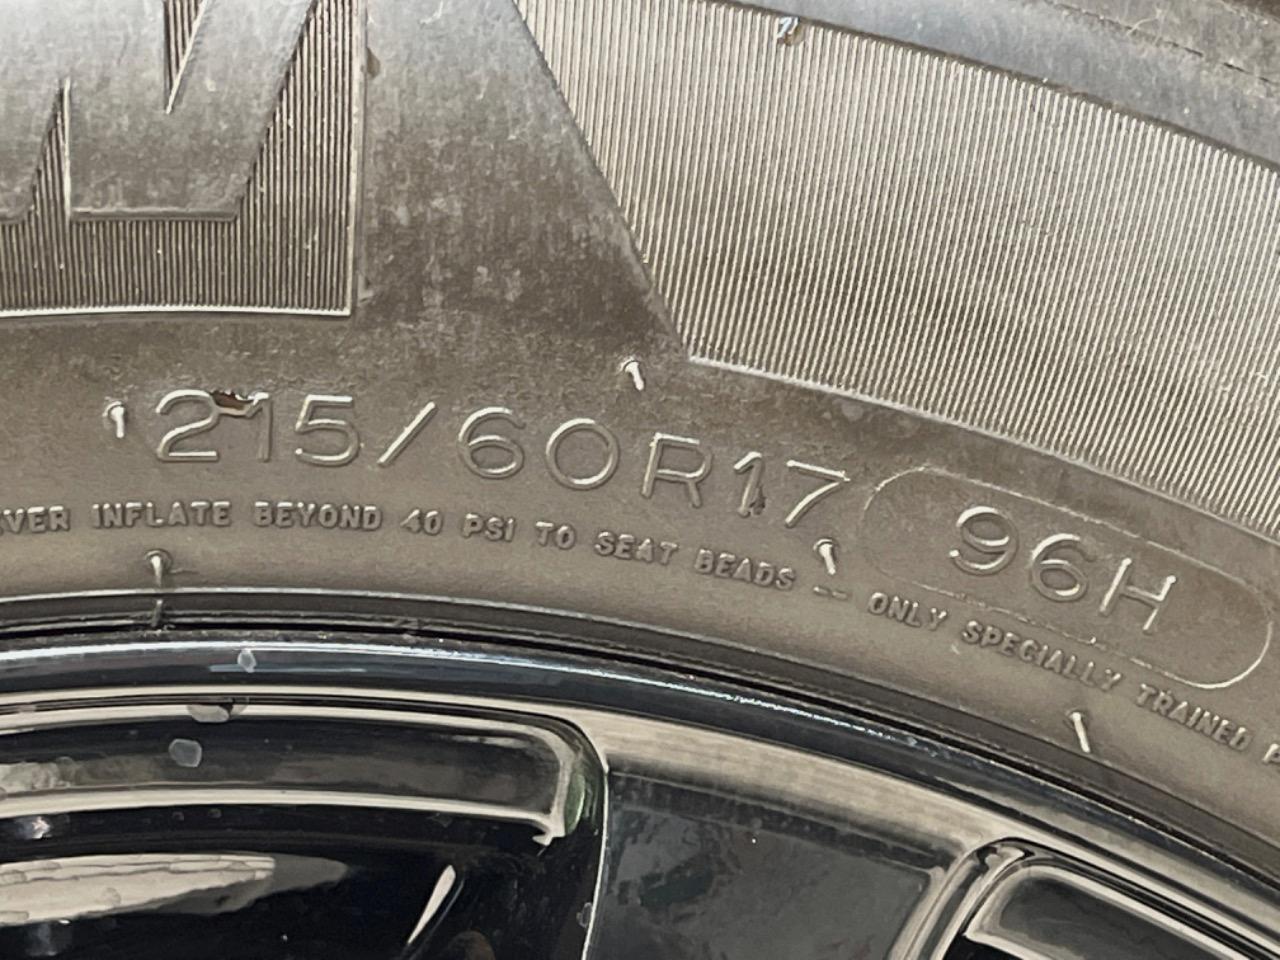 215/60R17 96H
INFLATE BEYOND 40 PSI TO SEAT BEADS — ONLY SPECIALLY TRAINED